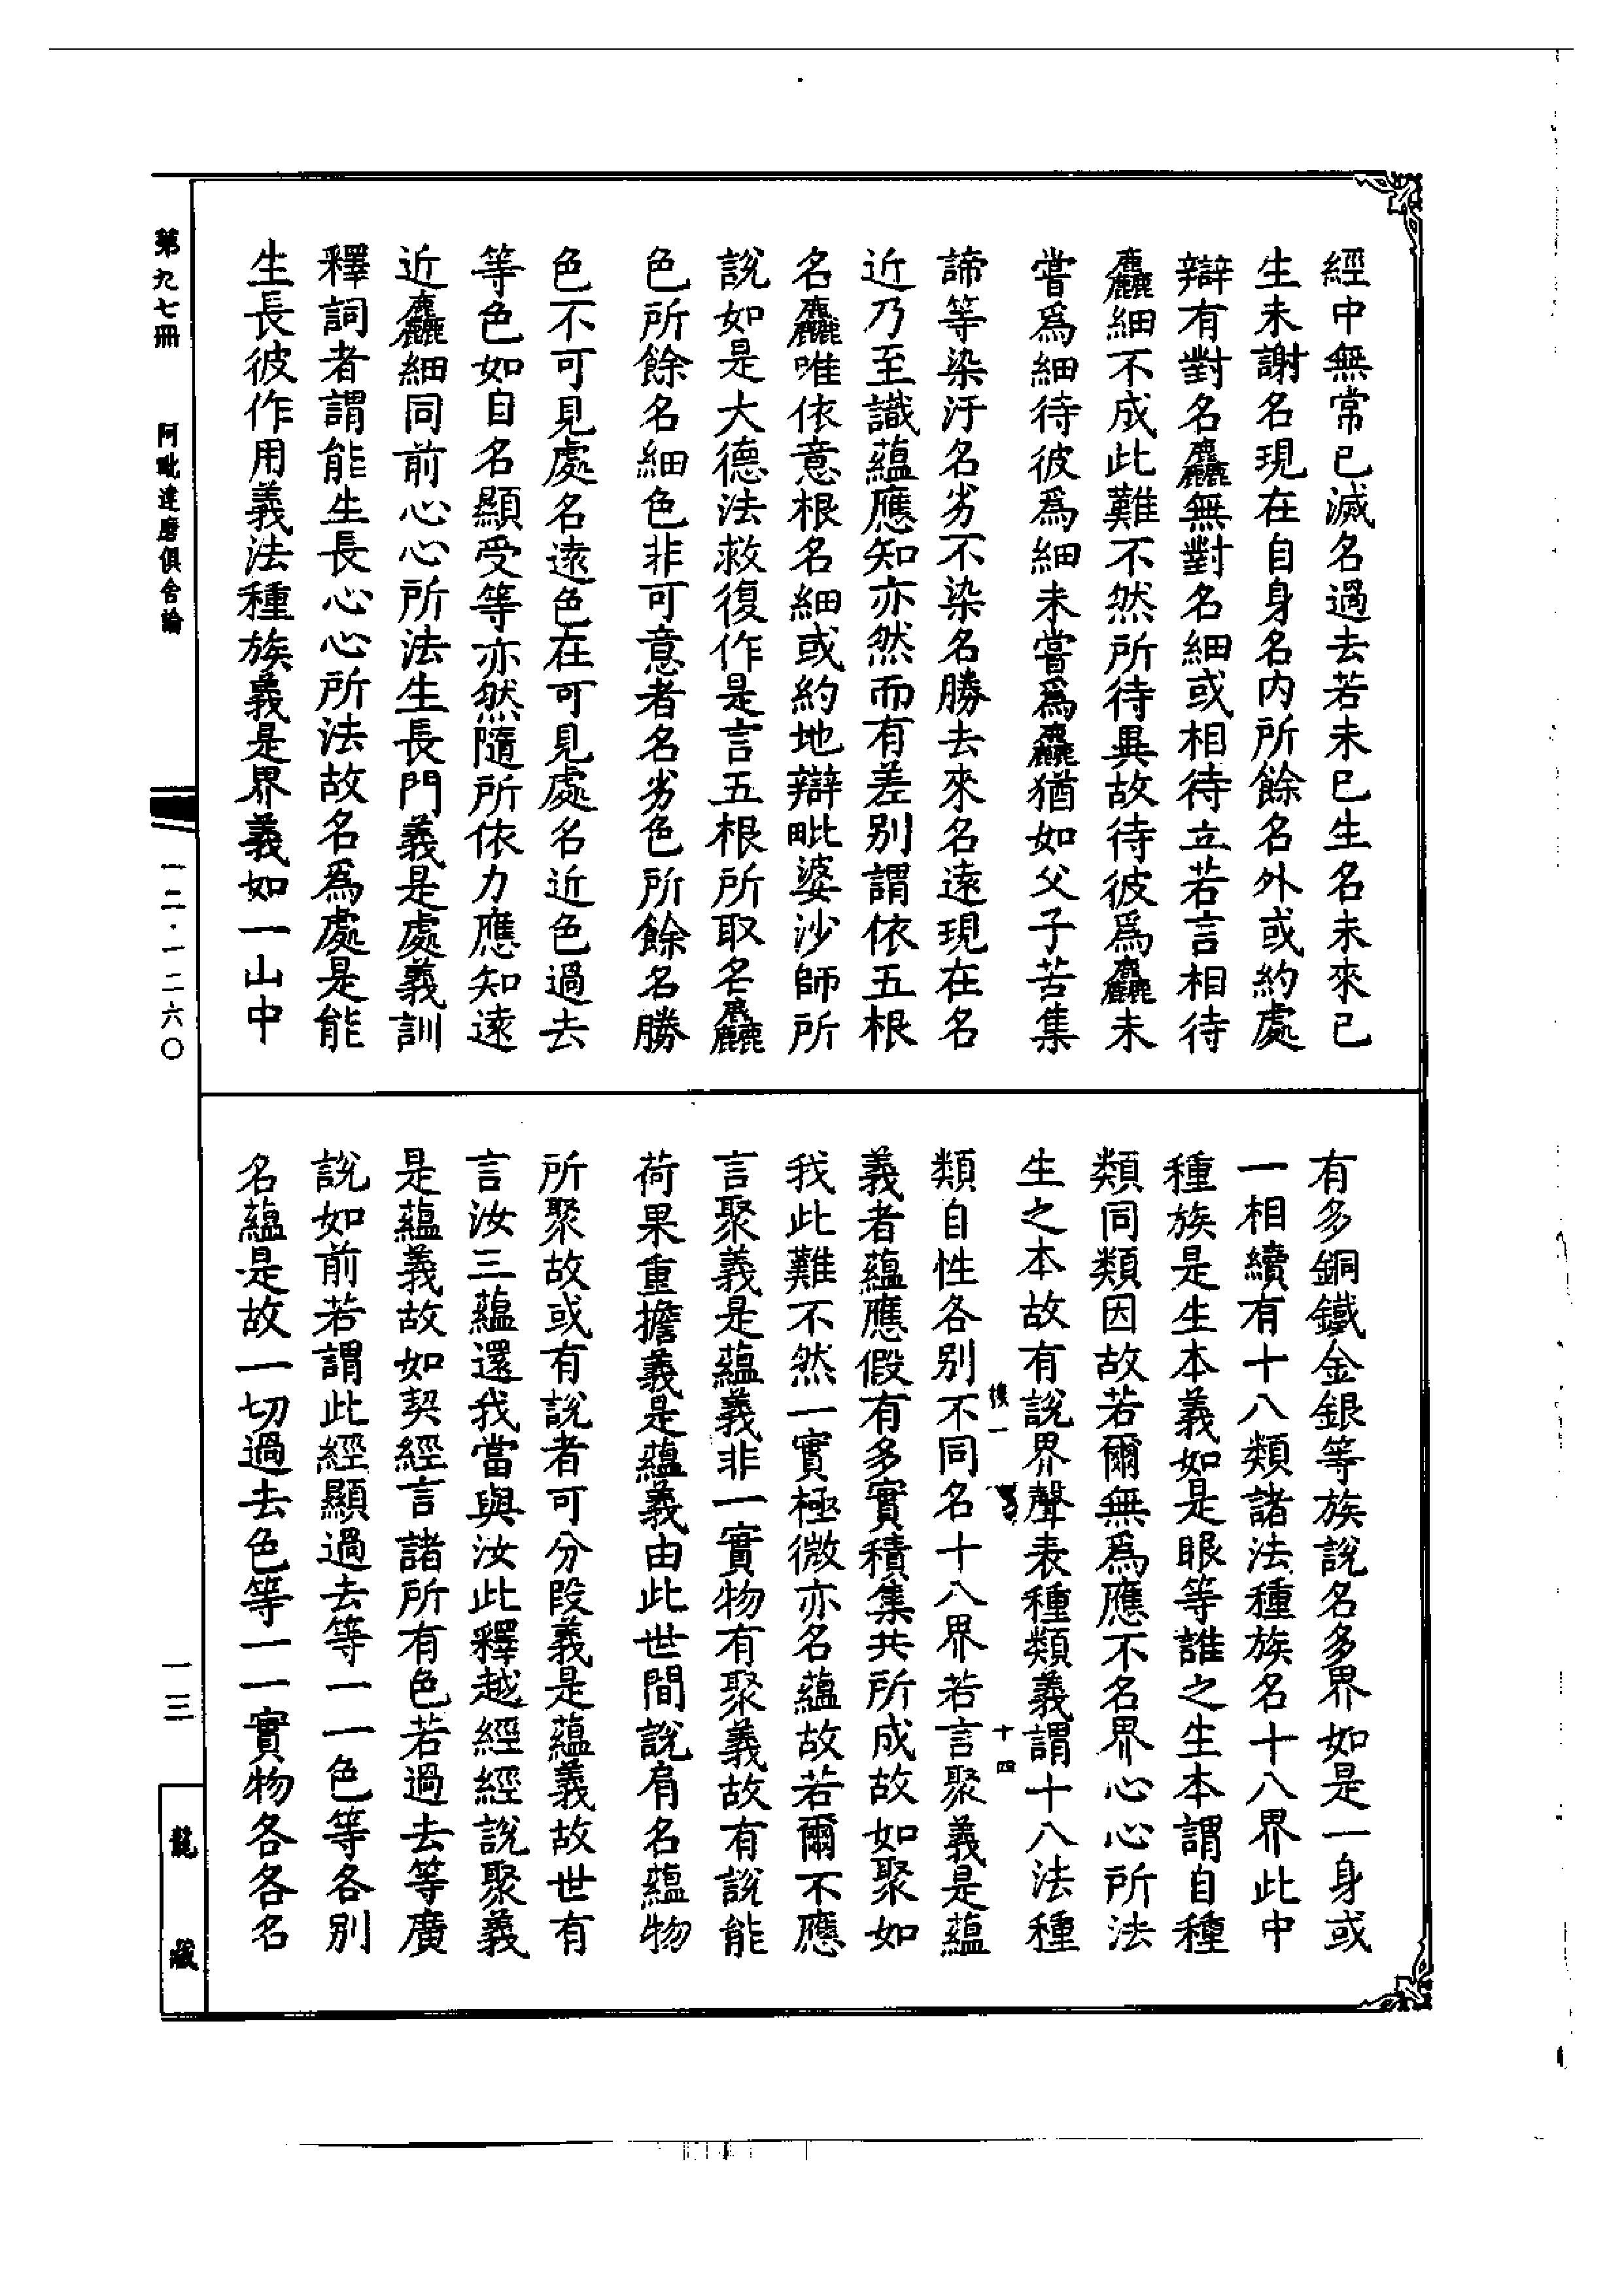 經中無常已滅名過去若未已生名未來已
生未謝名現在自身名內所餘名外或約處
辯有對名麤無對名細或相待立若言相待
麤細不成此難不然所待異故待彼爲麤未
嘗爲細待彼爲細未嘗爲麤猶如父子苦集
諦等染汙名劣不染名勝去來名遠現在名
近乃至識蘊應知亦然而有差別謂依五根
名麤唯依意根名細或約地辯毗婆沙師所
說如是大德法救復作是言五根所取名麤
色所餘名細色非可意者名劣色所餘名勝
色不可見處名遠色在可見處名近色過去
等色如自名顯受等亦然隨所依力應知遠
近麤細同前心心所法生長門義是處義訓
釋詞者謂能生長心心所法故名爲處是能
生長彼作用義法種族義是界義如一山中
有多銅鐵金銀等族說名多界如是一身或
一相續有十八類諸法種族名十八界此中
種族是生本義如是眼等誰之生本謂自種
類同類因故若爾無爲應不名界心心所法
生之本故有說界聲表種類義謂十八法種
類自性各別不同名十八界若言聚義是蘊
義者蘊應假有多實積集共所成故如聚如
我此難不然一實極微亦名蘊故若爾不應
言聚義是蘊義非一實物有聚義故有說能
荷果重擔義是蘊義由此世間說肩名蘊物
所聚故或有說者可分段義是蘊義故世有
言汝三蘊還我當與汝此釋越經經說聚義
是蘊義故如契經言諸所有色若過去等廣
說如前若謂此經顯過去等一一色等各別
名蘊是故一切過去色等一一實物各各名
十四
第九七冊
阿毗達磨俱舍論
一二·一二六〇
一三
龍藏